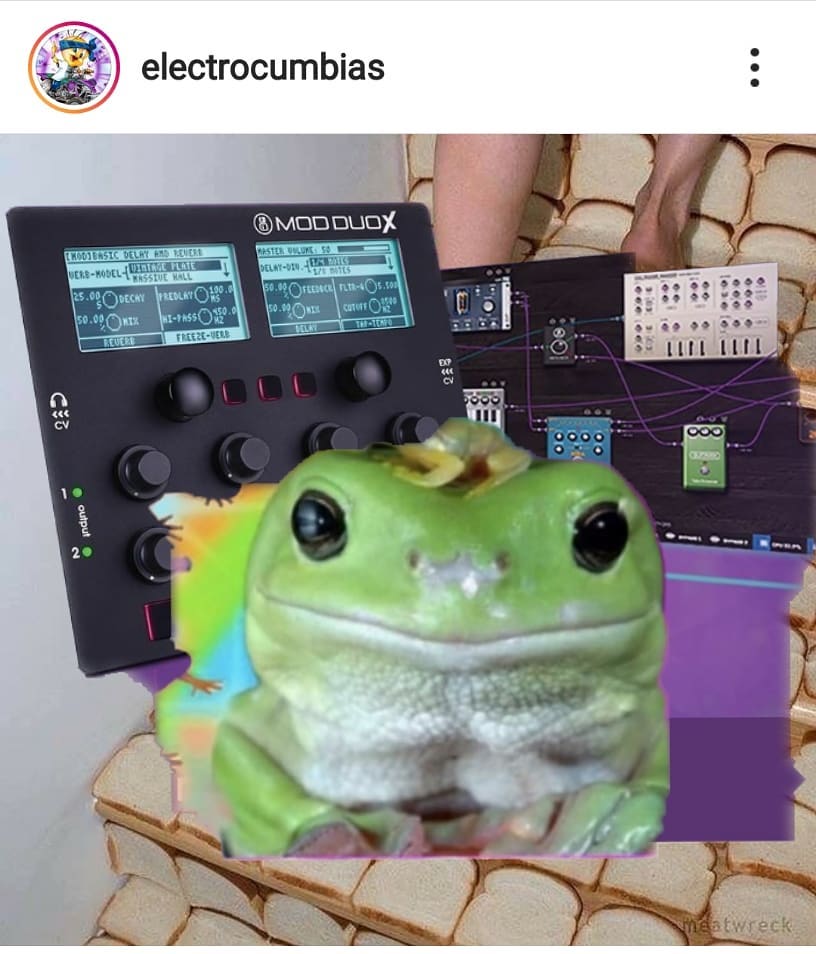 electrocumbias
MOD DUO X
[MOD]BASIC DELAY AND REVERB
VERB-MODEL- VINTAGE PLATE
MASSIVE HALL
25.00 % DECAY PREDLAY 100.0 MS
50.00 % MIX HI-PASS 450.0 HZ
REVERB FREEZE-VERB
MASTER VOLUME: 50
DELAY-DIV. 1/4 NOTES
1/8 NOTES
50.00 % FEEDBCK FLTR-Q 5.500
50.00 % MIX CUTOFF HZ
DELAY TAP-TEMPO
CV
EXP
CV
1
output
2
meatwreck